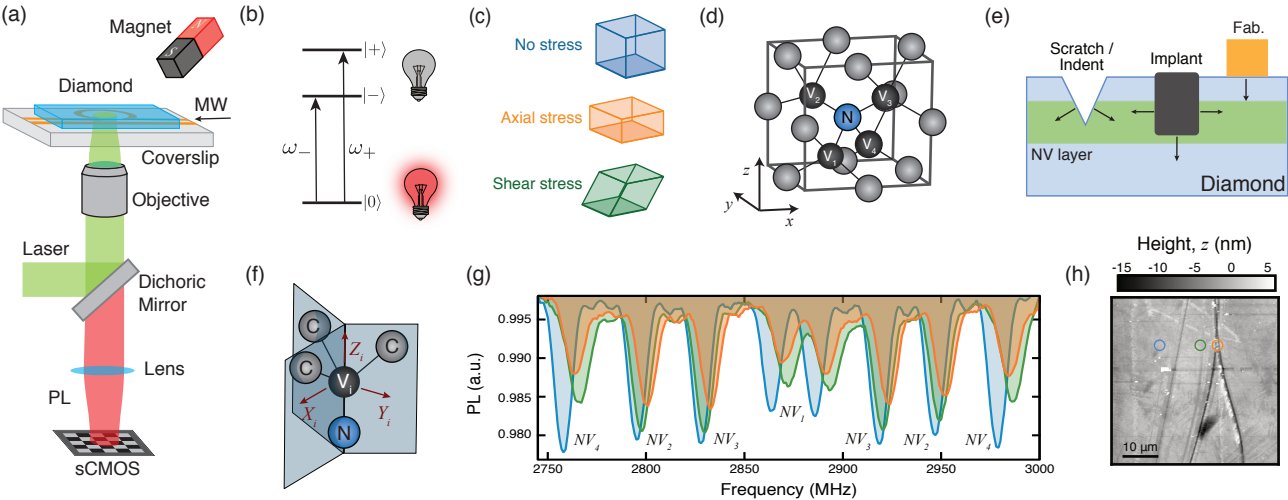 (a)
Magnet
S
Diamond
MW
Coverslip
Objective
Laser
Dichoric
Mirror
Lens
PL
sCMOS
(b)
|+⟩
|−⟩
ω−
ω+
|0⟩
(c)
No stress
Axial stress
Shear stress
(d)
V2
V3
N
V1
V4
z
y
x
(e)
Scratch /
Indent
Implant
Fab.
NV layer
Diamond
(f)
C
C
C
Zi
Vi
Xi
Yi
N
(g)
PL (a.u.)
0.995
0.990
0.985
0.980
NV4
NV2
NV3
NV1
NV3
NV2
NV4
2750
2800
2850
2900
2950
3000
Frequency (MHz)
Height, z (nm)
-15
-10
-5
0
5
(h)
10 μm